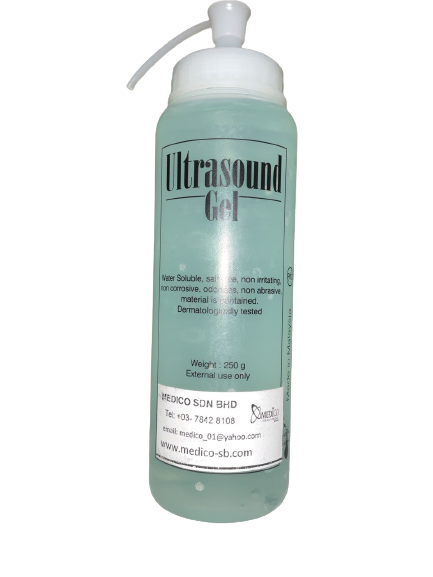 Ultrasound
Gel
Water Soluble, salt free, non irritating,
non corrosive, odorless, non abrasive,
material is contained.
Dermatologically tested
Weight : 250 g
External use only
Made in Malaysia
MEDICO SDN BHD
Tel: +03- 7842 8108
email: medico_01@yahoo.com
www.medico-sb.com
MEDICO